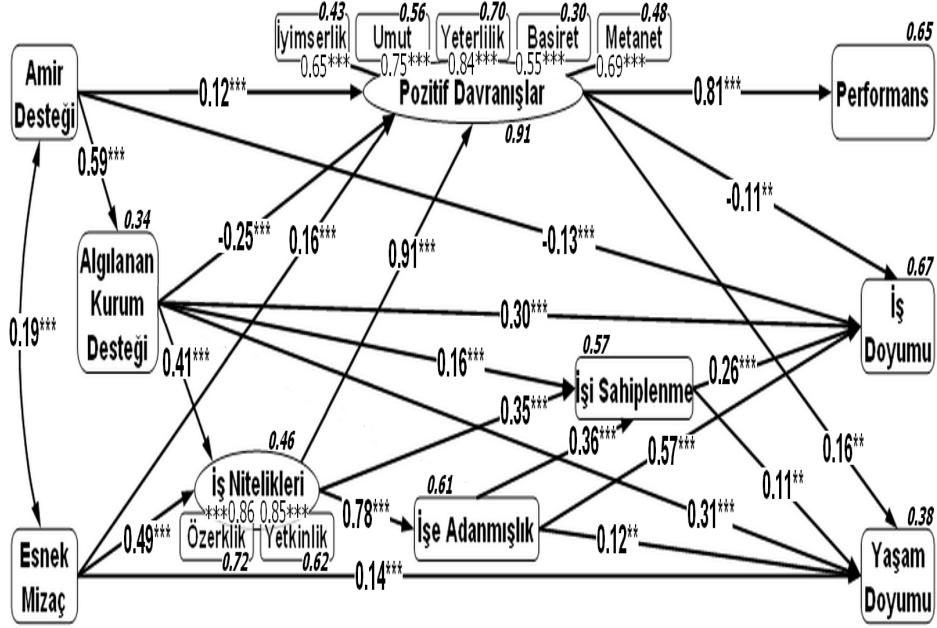 0.43 0.56 0.70 0.30 0.48 0.65
İyimserlik Umut Yeterlilik Basiret Metanet
0.65*** 0.75*** 0.84*** 0.55*** 0.69***
Amir
Desteği
0.12***
Pozitif Davranışlar
0.81***
Performans
0.91
0.59***
-0.11**
0.34
-0.25***
0.16***
0.91***
-0.13***
Algılanan
Kurum
Desteği
0.67
İş
Doyumu
0.19***
0.30***
0.41***
0.16***
0.57
İşi Sahiplenme
0.26***
0.35***
0.36***
0.57***
0.16**
0.46
İş Nitelikleri
***0.86 0.85***
Özerklik Yetkinlik
0.72 0.62
0.78***
0.61
İşe Adanmışlık
0.11**
0.31***
0.12**
0.49***
0.38
Yaşam
Doyumu
Esnek
Mizaç
0.14***